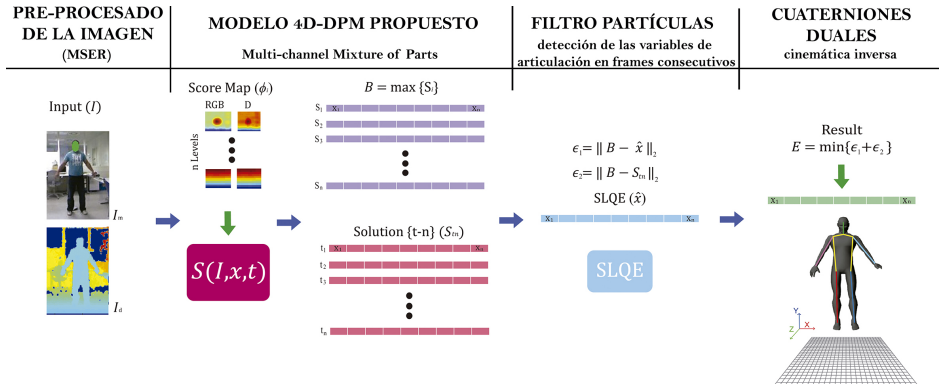 PRE-PROCESADO
DE LA IMAGEN
(MSER)
Input (I)
Im
Id
MODELO 4D-DPM PROPUESTO
Multi-channel Mixture of Parts
Score Map (ϕi)
RGB
D
n Levels
S(I,x,t)
B = max {Si}
S1
X1
Xn
S2
S3
Sn
Solution {t-n} (Stn)
t1
X1
Xn
t2
t3
tn
FILTRO PARTÍCULAS
detección de las variables de
articulación en frames consecutivos
ϵ1=‖ B − x̂ ‖2
ϵ2=‖ B − Stn ‖2
SLQE (x̂)
X1
Xn
SLQE
CUATERNIONES
DUALES
cinemática inversa
Result
E = min{ϵ1+ϵ2 }
X1
Xn
Y
X
Z